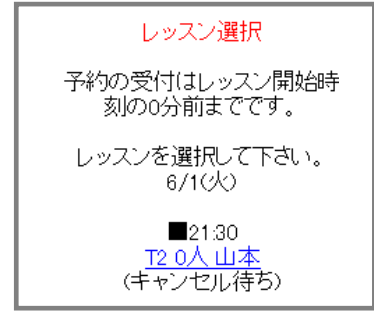 レッスン選択
予約の受付はレッスン開始時
刻の0分前までです。
レッスンを選択して下さい。
6/1(火)
■21:30
T2 0人 山本
(キャンセル待ち)